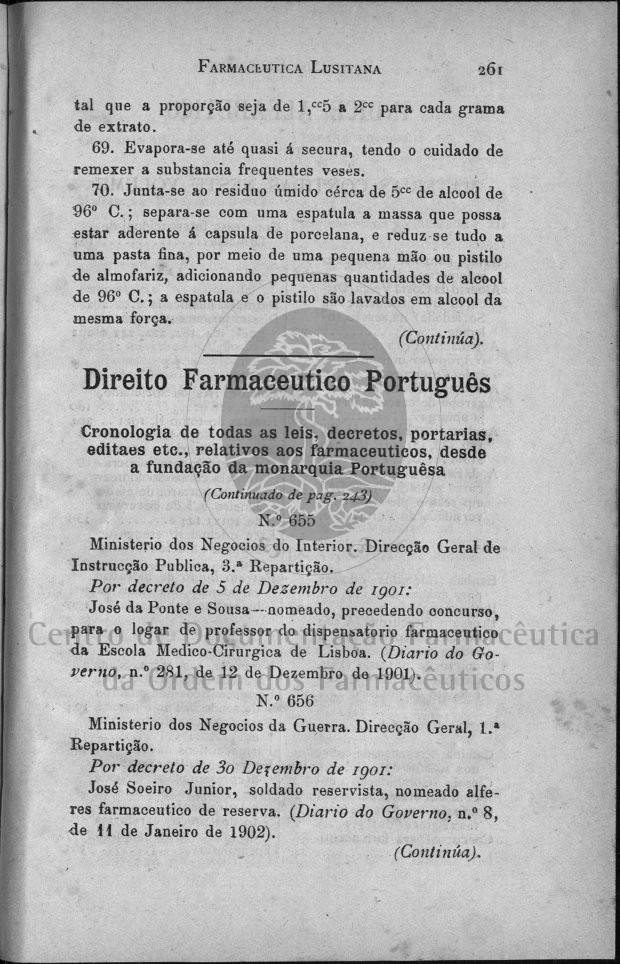 Farmaceutica Lusitana 261
tal que a proporção seja de 1,cc5 a 2cc para cada grama
de extrato.
69. Evapora-se até quasi á secura, tendo o cuidado de
remexer a substancia frequentes veses.
70. Junta-se ao residuo úmido cérca de 5cc de alcool de
96º C.; separa-se com uma espatula a massa que possa
estar aderente á capsula de porcelana, e reduz-se tudo a
uma pasta fina, por meio de uma pequena mão ou pistilo
de almofariz, adicionando pequenas quantidades de alcool
de 96º C.; a espatula e o pistilo são lavados em alcool da
mesma força.
(Continúa).
Direito Farmaceutico Português
Cronologia de todas as leis, decretos, portarias,
editaes etc., relativos aos farmaceuticos, desde
a fundação da monarquia Portuguêsa
(Continuado de pag. 243)
N.º 655
Ministerio dos Negocios do Interior. Direcção Geral de
Instrucção Publica, 3.ª Repartição.
Por decreto de 5 de Dezembro de 1901:
José da Ponte e Sousa—nomeado, precedendo concurso,
para o logar de professor do dispensatorio farmaceutico
da Escola Medico-Cirurgica de Lisboa. (Diario do Go-
verno, n.º 281, de 12 de Dezembro de 1901).
Centro de Documentação Farmacêutica
da Ordem dos Farmacêuticos
N.º 656
Ministerio dos Negocios da Guerra. Direcção Geral, 1.ª
Repartição.
Por decreto de 30 Dezembro de 1901:
José Soeiro Junior, soldado reservista, nomeado alfe-
res farmaceutico de reserva. (Diario do Governo, n.º 8,
de 11 de Janeiro de 1902).
(Continúa).